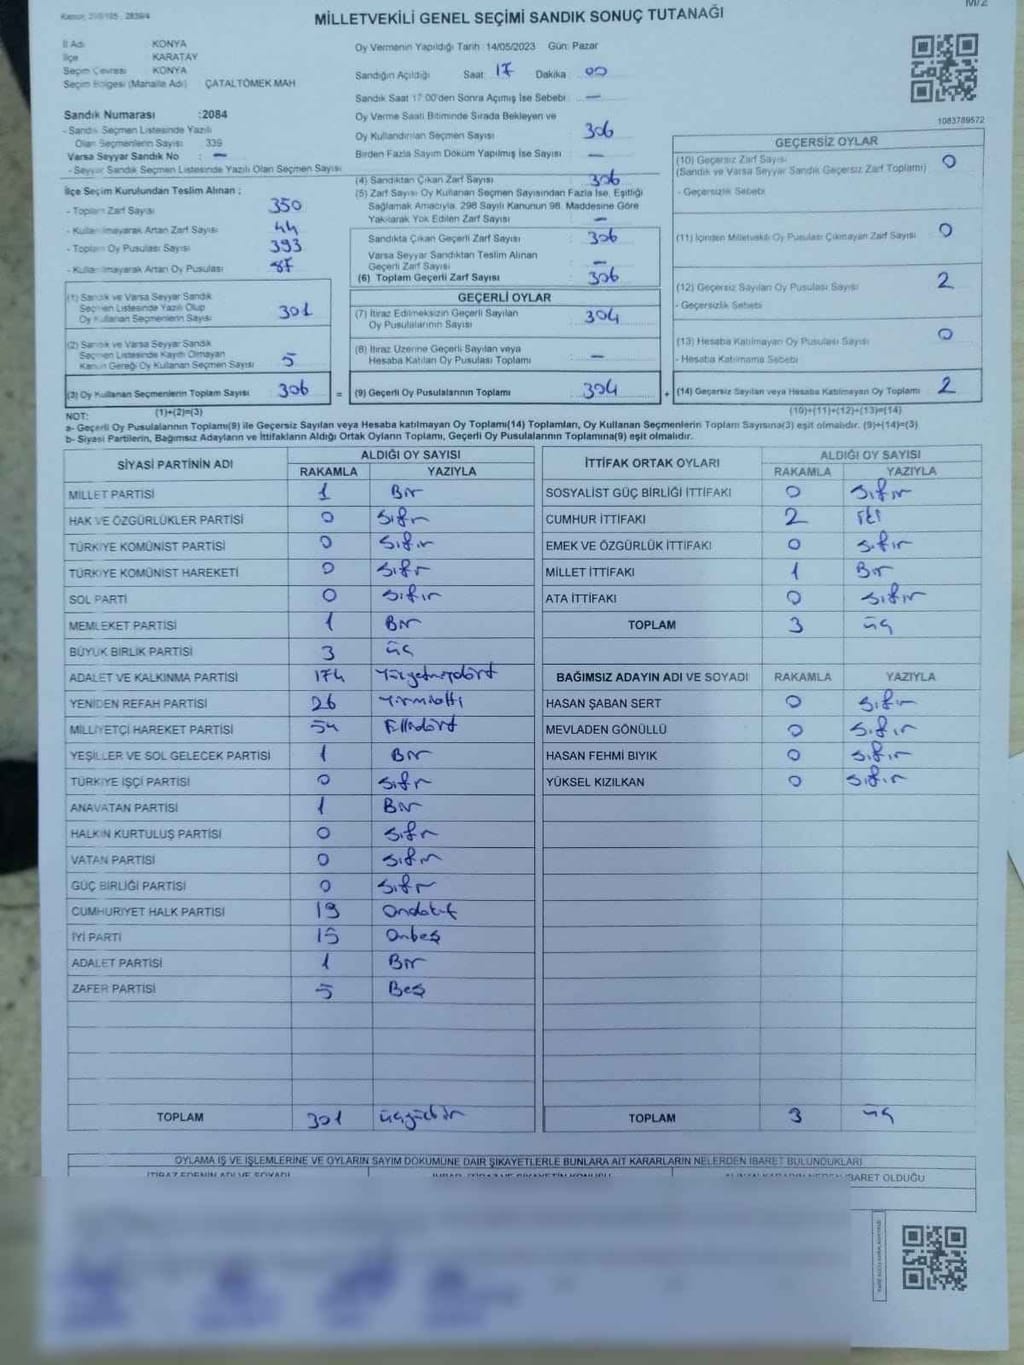 M/2
MİLLETVEKİLİ GENEL SEÇİMİ SANDIK SONUÇ TUTANAĞI
İl Adı KONYA
İlçe KARATAY
Seçim Çevresi KONYA
Seçim Bölgesi (Mahalle Adı) ÇATALTÖMEK MAH
Oy Vermenin Yapıldığı Tarih :14/05/2023 Gün: Pazar
Sandığın Açıldığı Saat: 17 Dakika : 00
Sandık Saat 17:00'den Sonra Açımış İse Sebebi : —
Sandık Numarası :2084
- Sandık Seçmen Listesinde Yazılı
Olan Seçmenlerin Sayısı : 339
Varsa Seyyar Sandık No : —
- Seyyar Sandık Seçmen Listesinde Yazılı Olan Seçmen Sayısı :
Oy Verme Saati Bitiminde Sırada Bekleyen ve
Oy Kullandırılan Seçmen Sayısı : 306
Birden Fazla Sayım Döküm Yapılmış İse Sayısı : —
İlçe Seçim Kurulundan Teslim Alınan ;
- Toplam Zarf Sayısı : 350
- Kullanılmayarak Artan Zarf Sayısı : 44
- Toplam Oy Pusulası Sayısı : 393
- Kullanılmayarak Artan Oy Pusulası : 87
(4) Sandıktan Çıkan Zarf Sayısı : 306
(5) Zarf Sayısı Oy Kullanan Seçmen Sayısından Fazla İse, Eşitliği
Sağlamak Amacıyla, 298 Sayılı Kanunun 98. Maddesine Göre
Yakılarak Yok Edilen Zarf Sayısı : —
Sandıkta Çıkan Geçerli Zarf Sayısı : 306
Varsa Seyyar Sandıktan Teslim Alınan
Geçerli Zarf Sayısı : —
(6) Toplam Geçerli Zarf Sayısı : 306
1083789572
GEÇERSİZ OYLAR
(10) Geçersiz Zarf Sayısı : 0
(Sandık ve Varsa Seyyar Sandık Geçersiz Zarf Toplamı)
- Geçersizlik Sebebi :
(11) İçinden Milletvekili Oy Pusulası Çıkmayan Zarf Sayısı : 0
(12) Geçersiz Sayılan Oy Pusulası Sayısı : 2
- Geçersizlik Sebebi :
(13) Hesaba Katılmayan Oy Pusulası Sayısı : 0
- Hesaba Katılmama Sebebi :
(1) Sandık ve Varsa Seyyar Sandık
Seçmen Listesinde Yazılı Olup
Oy Kullanan Seçmenlerin Sayısı : 301
(2) Sandık ve Varsa Seyyar Sandık
Seçmen Listesinde Kayıtlı Olmayan
Kanun Gereği Oy Kullanan Seçmen Sayısı : 5
GEÇERLİ OYLAR
(7) İtiraz Edilmeksizin Geçerli Sayılan
Oy Pusulalarının Sayısı : 304
(8) İtiraz Üzerine Geçerli Sayılan veya
Hesaba Katılan Oy Pusulası Toplamı : —
(3) Oy Kullanan Seçmenlerin Toplam Sayısı : 306 = (9) Geçerli Oy Pusulalarının Toplamı : 304 + (14) Geçersiz Sayılan veya Hesaba Katılmayan Oy Toplamı : 2
NOT: (1)+(2)=(3) (10)+(11)+(12)+(13)=(14)
a- Geçerli Oy Pusulalarının Toplamı(9) ile Geçersiz Sayılan veya Hesaba katılmayan Oy Toplamı(14) Toplamları, Oy Kullanan Seçmenlerin Toplam Sayısına(3) eşit olmalıdır. (9)+(14)=(3)
b- Siyasi Partilerin, Bağımsız Adayların ve İttifakların Aldığı Ortak Oyların Toplamı, Geçerli Oy Pusulalarının Toplamına(9) eşit olmalıdır.
SİYASİ PARTİNİN ADI ALDIĞI OY SAYISI
RAKAMLA YAZIYLA
MİLLET PARTİSİ 1 Bir
HAK VE ÖZGÜRLÜKLER PARTİSİ 0 Sıfır
TÜRKİYE KOMÜNİST PARTİSİ 0 Sıfır
TÜRKİYE KOMÜNİST HAREKETİ 0 Sıfır
SOL PARTİ 0 Sıfır
MEMLEKET PARTİSİ 1 Bir
BÜYÜK BİRLİK PARTİSİ 3 üç
ADALET VE KALKINMA PARTİSİ 174 Yüzyetmişdört
YENİDEN REFAH PARTİSİ 26 Yirmialtı
MİLLİYETÇİ HAREKET PARTİSİ 54 Ellidört
YEŞİLLER VE SOL GELECEK PARTİSİ 1 Bir
TÜRKİYE İŞÇİ PARTİSİ 0 Sıfır
ANAVATAN PARTİSİ 1 Bir
HALKIN KURTULUŞ PARTİSİ 0 Sıfır
VATAN PARTİSİ 0 Sıfır
GÜÇ BİRLİĞİ PARTİSİ 0 Sıfır
CUMHURİYET HALK PARTİSİ 19 Ondokuz
İYİ PARTİ 15 Onbeş
ADALET PARTİSİ 1 Bir
ZAFER PARTİSİ 5 Beş
TOPLAM 301 üçyüzbir
İTTİFAK ORTAK OYLARI ALDIĞI OY SAYISI
RAKAMLA YAZIYLA
SOSYALİST GÜÇ BİRLİĞİ İTTİFAKI 0 Sıfır
CUMHUR İTTİFAKI 2 İki
EMEK VE ÖZGÜRLÜK İTTİFAKI 0 Sıfır
MİLLET İTTİFAKI 1 Bir
ATA İTTİFAKI 0 Sıfır
TOPLAM 3 üç
BAĞIMSIZ ADAYIN ADI VE SOYADI RAKAMLA YAZIYLA
HASAN ŞABAN SERT 0 Sıfır
MEVLADEN GÖNÜLLÜ 0 Sıfır
HASAN FEHMİ BIYIK 0 Sıfır
YÜKSEL KIZILKAN 0 Sıfır
TOPLAM 3 üç
OYLAMA İŞ VE İŞLEMLERİNE VE OYLARIN SAYIM DÖKÜMÜNE DAİR ŞİKAYETLERLE BUNLARA AİT KARARLARIN NELERDEN İBARET BULUNDUKLARI
İTİRAZ EDENİN ADI VE SOYADI
İBARET OLDUĞU